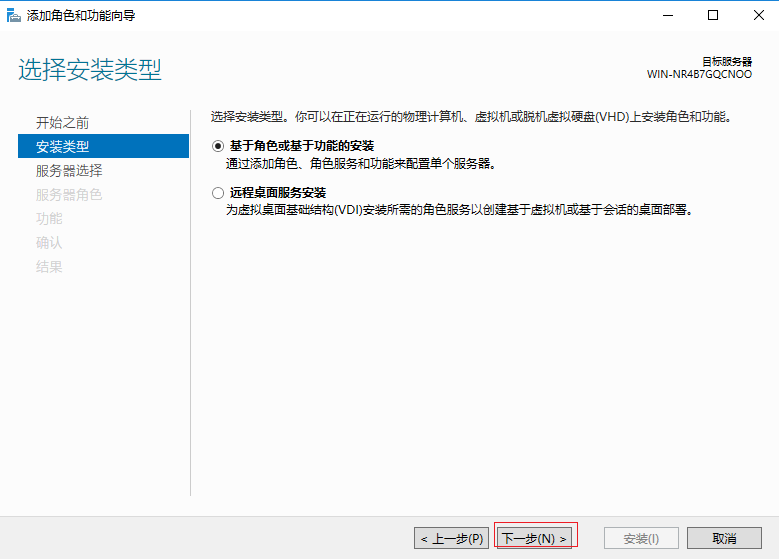 添加角色和功能向导
选择安装类型
目标服务器
WIN-NR4B7GQCNOO
开始之前
安装类型
服务器选择
服务器角色
功能
确认
结果
选择安装类型。你可以在正在运行的物理计算机、虚拟机或脱机虚拟硬盘(VHD)上安装角色和功能。
基于角色或基于功能的安装
通过添加角色、角色服务和功能来配置单个服务器。
远程桌面服务安装
为虚拟桌面基础结构(VDI)安装所需的角色服务以创建基于虚拟机或基于会话的桌面部署。
< 上一步(P)
下一步(N) >
安装(I)
取消